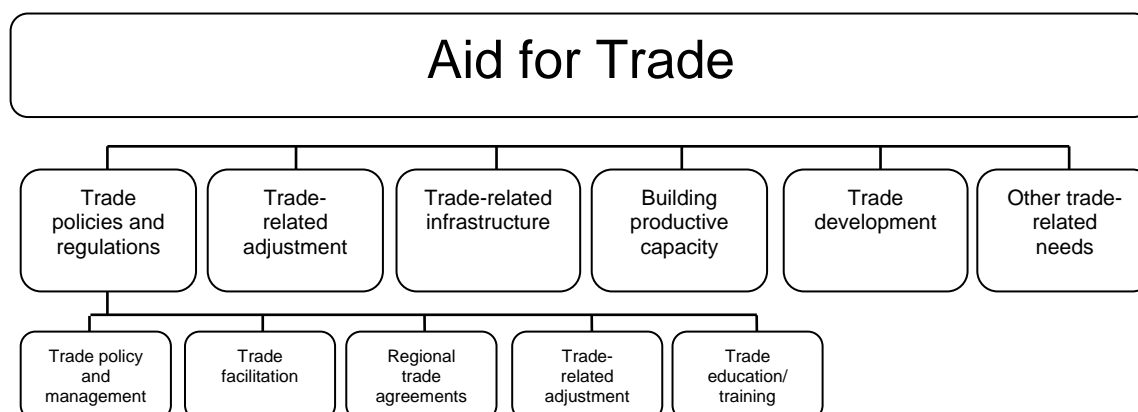 Aid for Trade
Trade
policies and
regulations
Trade-
related
adjustment
Trade-related
infrastructure
Building
productive
capacity
Trade
development
Other trade-
related
needs
Trade policy
and
management
Trade
facilitation
Regional
trade
agreements
Trade-
related
adjustment
Trade
education/
training